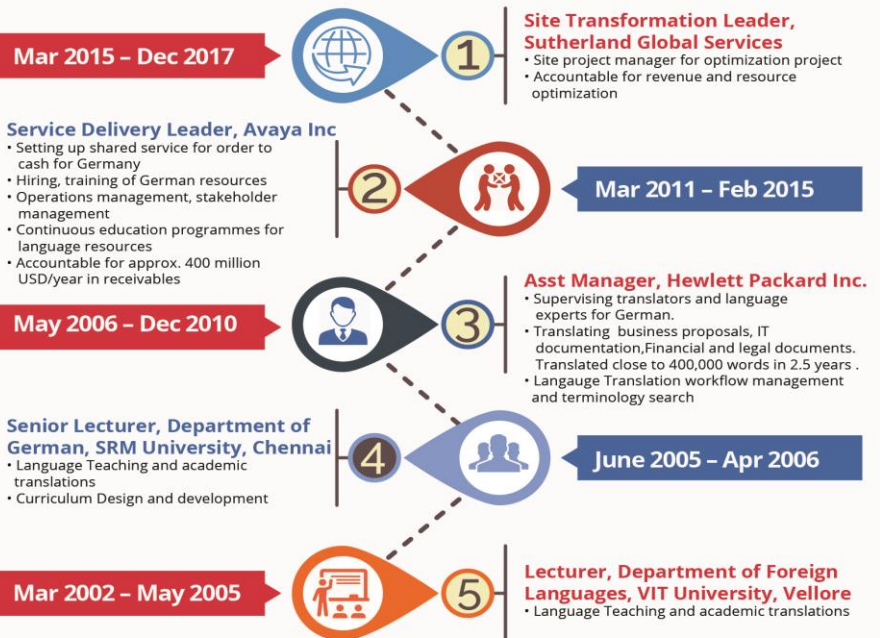 Mar 2015 – Dec 2017
1
Site Transformation Leader,
Sutherland Global Services
• Site project manager for optimization project
• Accountable for revenue and resource
optimization
Service Delivery Leader, Avaya Inc
• Setting up shared service for order to
cash for Germany
• Hiring, training of German resources
• Operations management, stakeholder
management
• Continuous education programmes for
language resources
• Accountable for approx. 400 million
USD/year in receivables
2
Mar 2011 – Feb 2015
May 2006 – Dec 2010
3
Asst Manager, Hewlett Packard Inc.
• Supervising translators and language
experts for German.
• Translating business proposals, IT
documentation,Financial and legal documents.
Translated close to 400,000 words in 2.5 years .
• Langauge Translation workflow management
and terminology search
Senior Lecturer, Department of
German, SRM University, Chennai
• Language Teaching and academic
translations
• Curriculum Design and development
4
June 2005 – Apr 2006
Mar 2002 – May 2005
5
Lecturer, Department of Foreign
Languages, VIT University, Vellore
• Language Teaching and academic translations